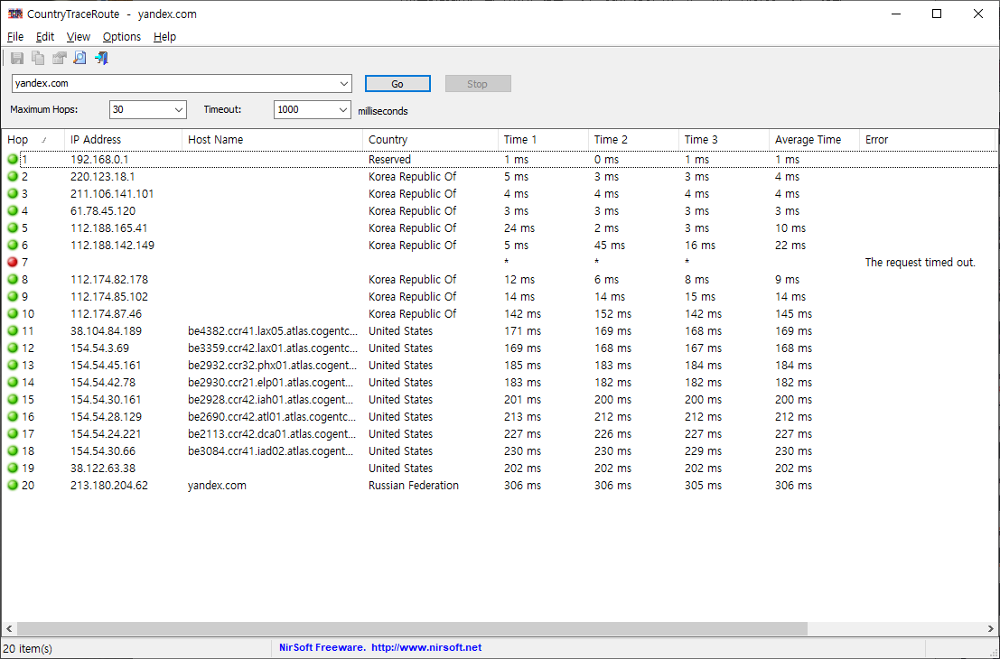 CountryTraceRoute - yandex.com
File Edit View Options Help
yandex.com Go Stop
Maximum Hops: 30 Timeout: 1000 milliseconds
Hop IP Address Host Name Country Time 1 Time 2 Time 3 Average Time Error
1 192.168.0.1 Reserved 1 ms 0 ms 1 ms 1 ms
2 220.123.18.1 Korea Republic Of 5 ms 3 ms 3 ms 4 ms
3 211.106.141.101 Korea Republic Of 4 ms 4 ms 4 ms 4 ms
4 61.78.45.120 Korea Republic Of 3 ms 3 ms 3 ms 3 ms
5 112.188.165.41 Korea Republic Of 24 ms 2 ms 3 ms 10 ms
6 112.188.142.149 Korea Republic Of 5 ms 45 ms 16 ms 22 ms
7 * * * The request timed out.
8 112.174.82.178 Korea Republic Of 12 ms 6 ms 8 ms 9 ms
9 112.174.85.102 Korea Republic Of 14 ms 14 ms 15 ms 14 ms
10 112.174.87.46 Korea Republic Of 142 ms 152 ms 142 ms 145 ms
11 38.104.84.189 be4382.ccr41.lax05.atlas.cogentc... United States 171 ms 169 ms 168 ms 169 ms
12 154.54.3.69 be3359.ccr42.lax01.atlas.cogentc... United States 169 ms 168 ms 167 ms 168 ms
13 154.54.45.161 be2932.ccr32.phx01.atlas.cogent... United States 185 ms 183 ms 184 ms 184 ms
14 154.54.42.78 be2930.ccr21.elp01.atlas.cogent... United States 183 ms 182 ms 182 ms 182 ms
15 154.54.30.161 be2928.ccr42.iah01.atlas.cogent... United States 201 ms 200 ms 200 ms 200 ms
16 154.54.28.129 be2690.ccr42.atl01.atlas.cogentc... United States 213 ms 212 ms 212 ms 212 ms
17 154.54.24.221 be2113.ccr42.dca01.atlas.cogent... United States 227 ms 226 ms 227 ms 227 ms
18 154.54.30.66 be3084.ccr41.iad02.atlas.cogent... United States 230 ms 230 ms 229 ms 230 ms
19 38.122.63.38 United States 202 ms 202 ms 202 ms 202 ms
20 213.180.204.62 yandex.com Russian Federation 306 ms 306 ms 305 ms 306 ms
20 item(s) NirSoft Freeware. http://www.nirsoft.net